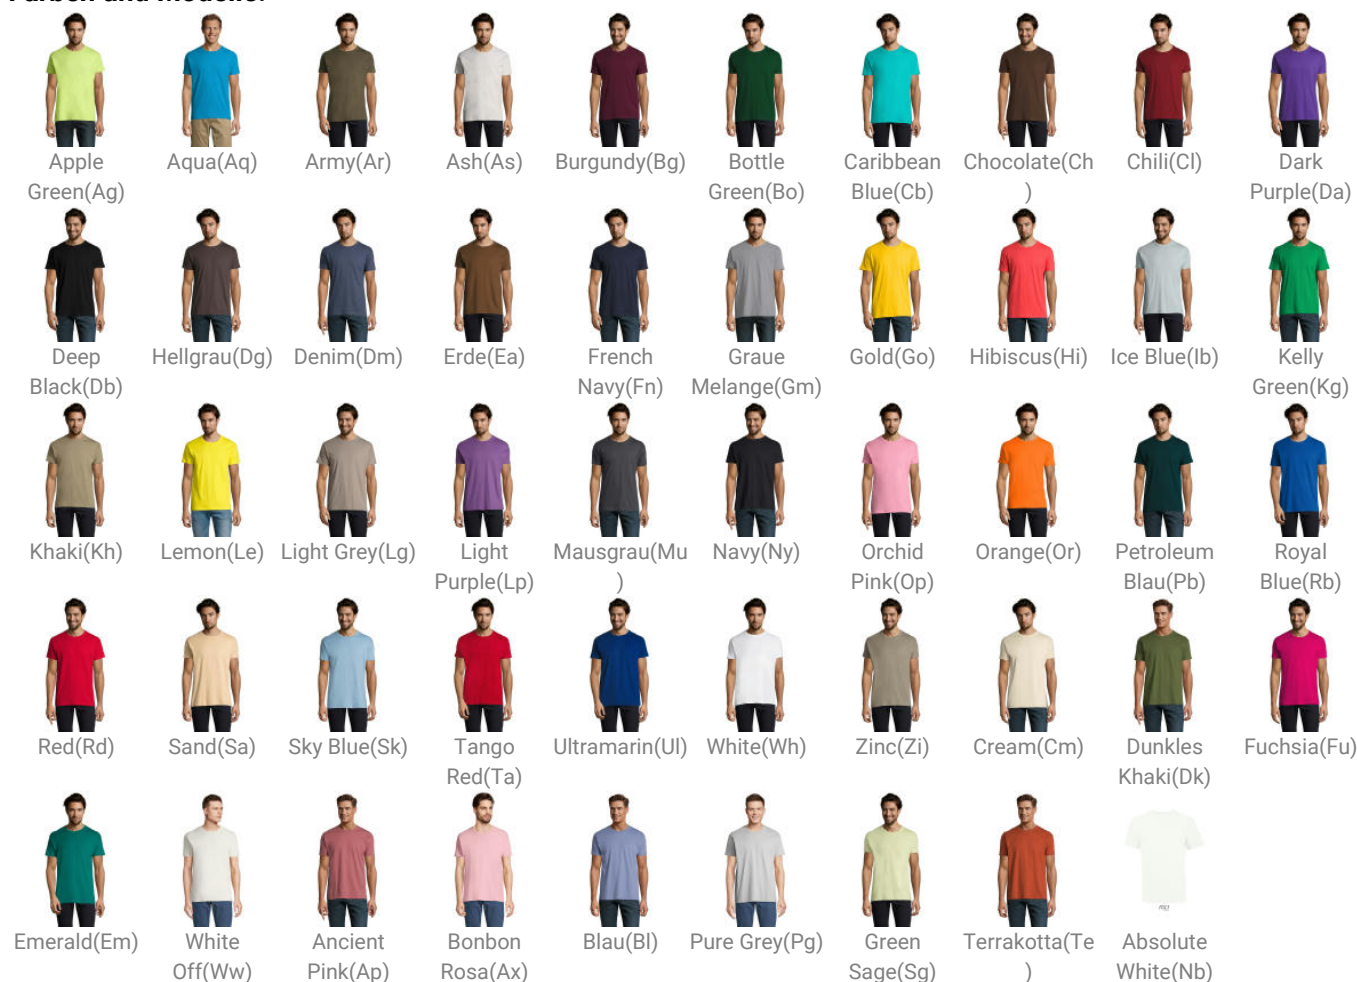 Apple Aqua(Aq) Army(Ar) Ash(As) Burgundy(Bg) Bottle Caribbean Chocolate(Ch Chili(Cl) Dark
Green(Ag) Green(Bo) Blue(Cb) ) Purple(Da)
Deep Hellgrau(Dg) Denim(Dm) Erde(Ea) French Graue Gold(Go) Hibiscus(Hi) Ice Blue(Ib) Kelly
Black(Db) Navy(Fn) Melange(Gm) Green(Kg)
Khaki(Kh) Lemon(Le) Light Grey(Lg) Light Mausgrau(Mu Navy(Ny) Orchid Orange(Or) Petroleum Royal
Purple(Lp) ) Pink(Op) Blau(Pb) Blue(Rb)
Red(Rd) Sand(Sa) Sky Blue(Sk) Tango Ultramarin(Ul) White(Wh) Zinc(Zi) Cream(Cm) Dunkles Fuchsia(Fu)
Red(Ta) Khaki(Dk)
Emerald(Em) White Ancient Bonbon Blau(Bl) Pure Grey(Pg) Green Terrakotta(Te Absolute
Off(Ww) Pink(Ap) Rosa(Ax) Sage(Sg) ) White(Nb)